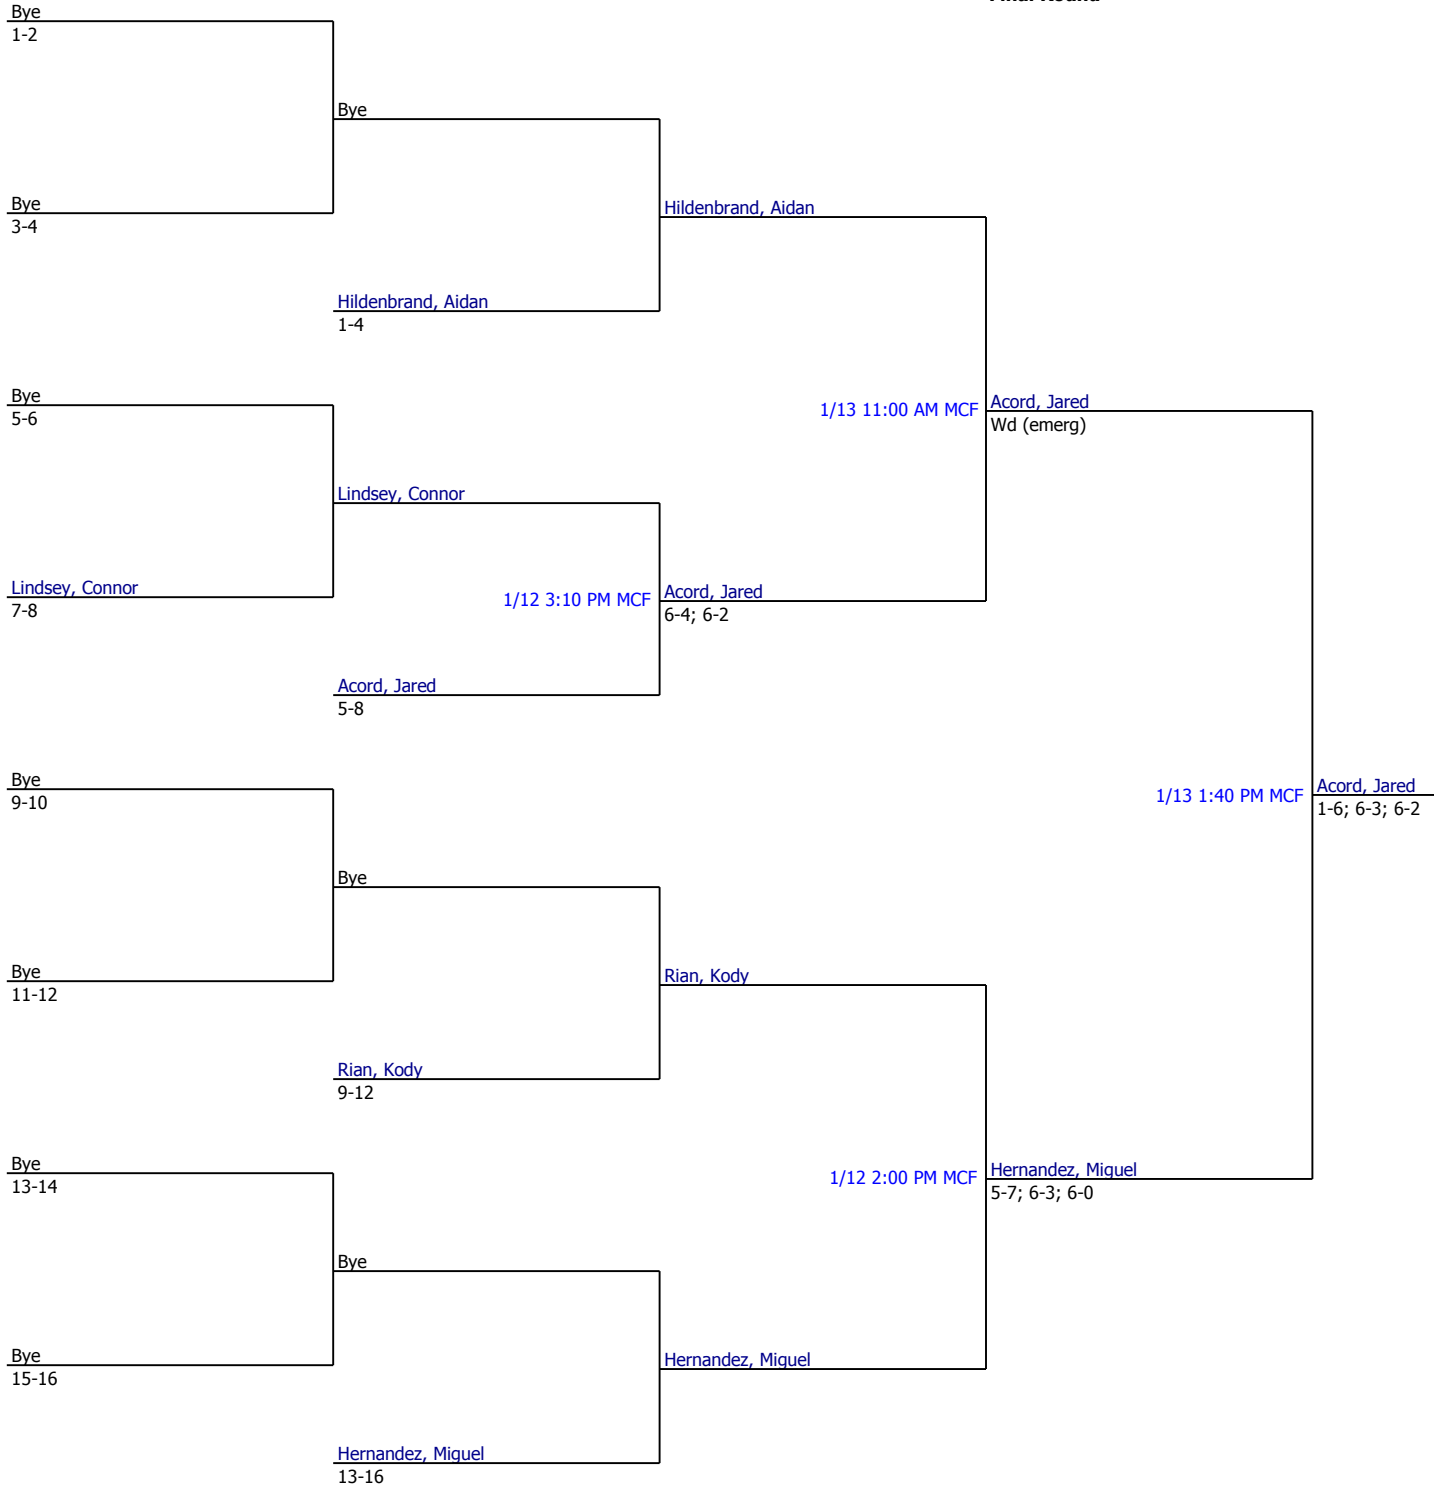 Final Round
Bye
1-2
Bye
Bye
3-4
Hildenbrand, Aidan
Hildenbrand, Aidan
1-4
Bye
5-6
1/13 11:00 AM MCF
Acord, Jared
Wd (emerg)
Lindsey, Connor
Lindsey, Connor
7-8
1/12 3:10 PM MCF
Acord, Jared
6-4; 6-2
Acord, Jared
5-8
Bye
9-10
1/13 1:40 PM MCF
Acord, Jared
1-6; 6-3; 6-2
Bye
Bye
11-12
Rian, Kody
Rian, Kody
9-12
Bye
13-14
1/12 2:00 PM MCF
Hernandez, Miguel
5-7; 6-3; 6-0
Bye
Bye
15-16
Hernandez, Miguel
Hernandez, Miguel
13-16